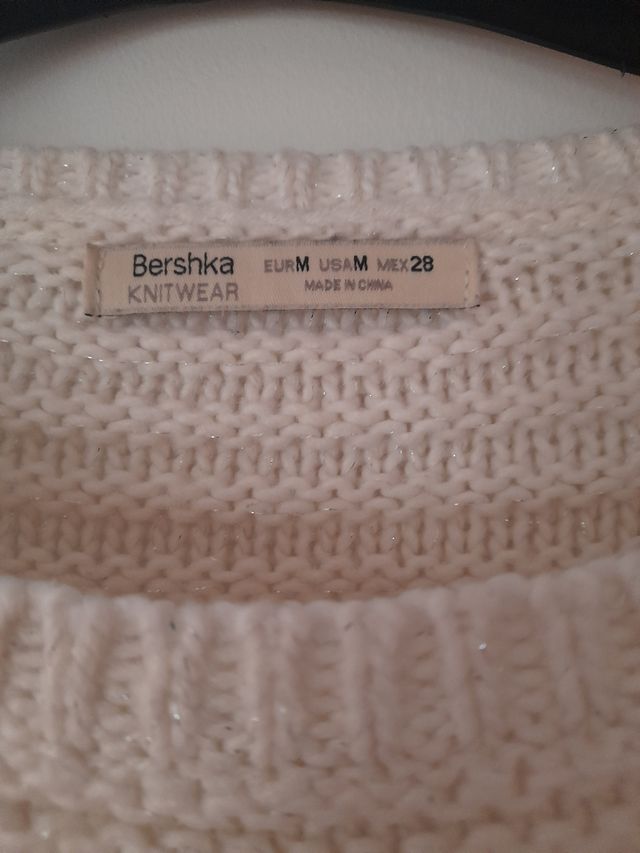 Bershka EURM USAM MEX28
KNITWEAR MADE IN CHINA